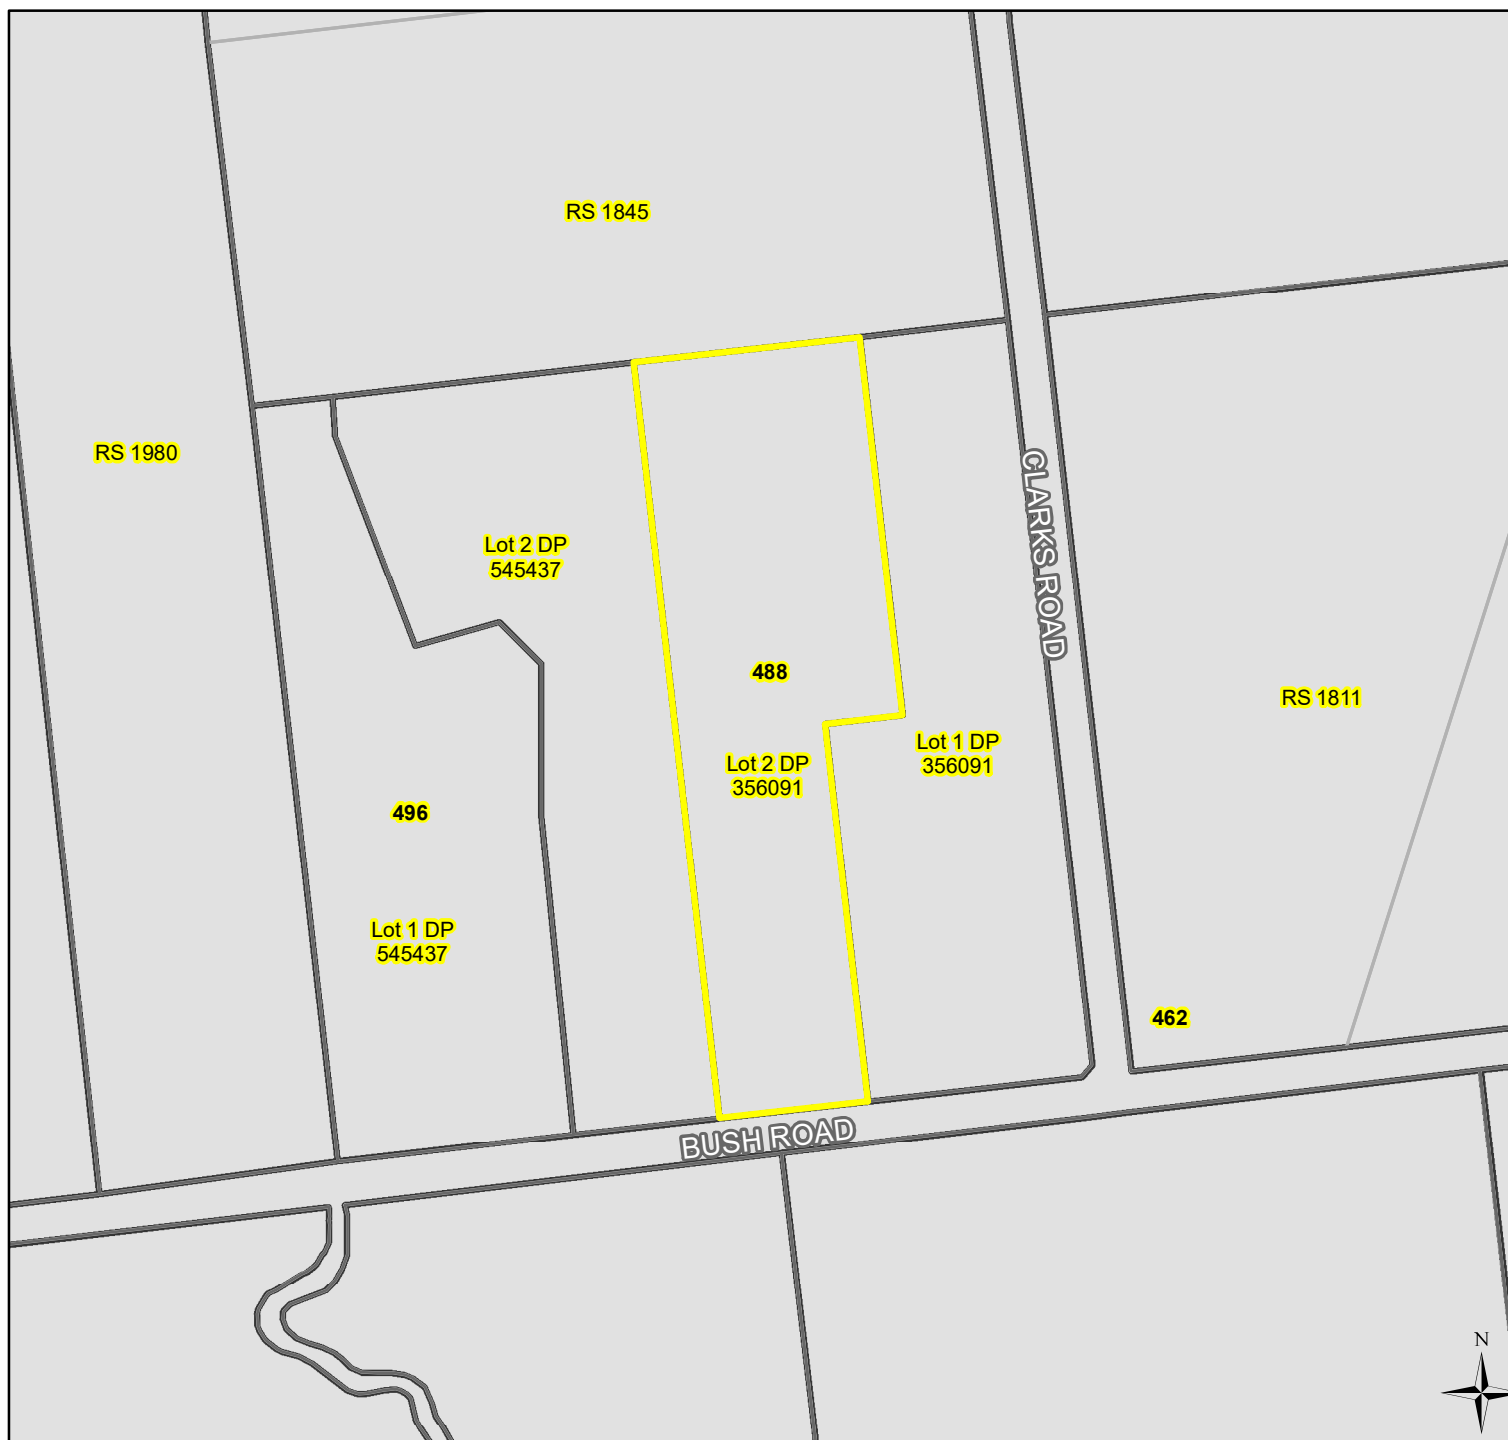 RS 1845
RS 1980
CLARKS ROAD
Lot 2 DP
545437
488
RS 1811
Lot 1 DP
356091
Lot 2 DP
356091
496
Lot 1 DP
545437
462
BUSH ROAD
N